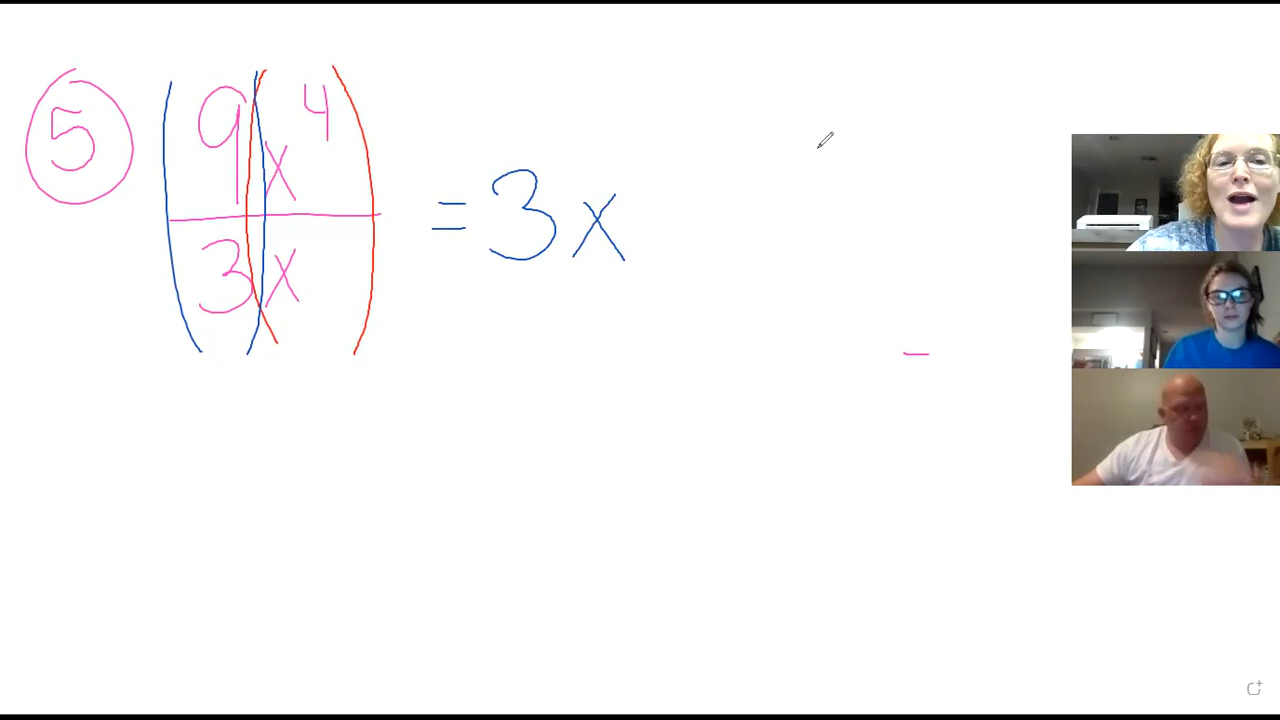 ⑤ 9x⁴
3x
= 3x